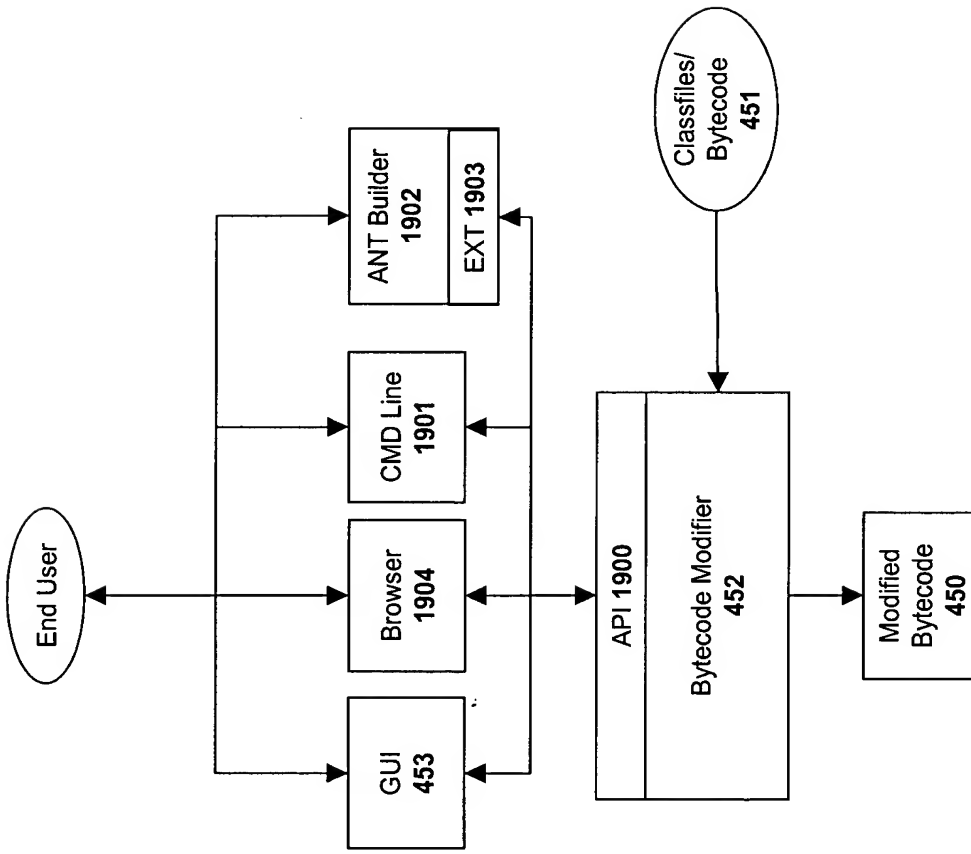 End User
GUI
453
Browser
1904
CMD Line
1901
ANT Builder
1902
EXT 1903
API 1900
Bytecode Modifier
452
Classfiles/
Bytecode
451
Modified
Bytecode
450